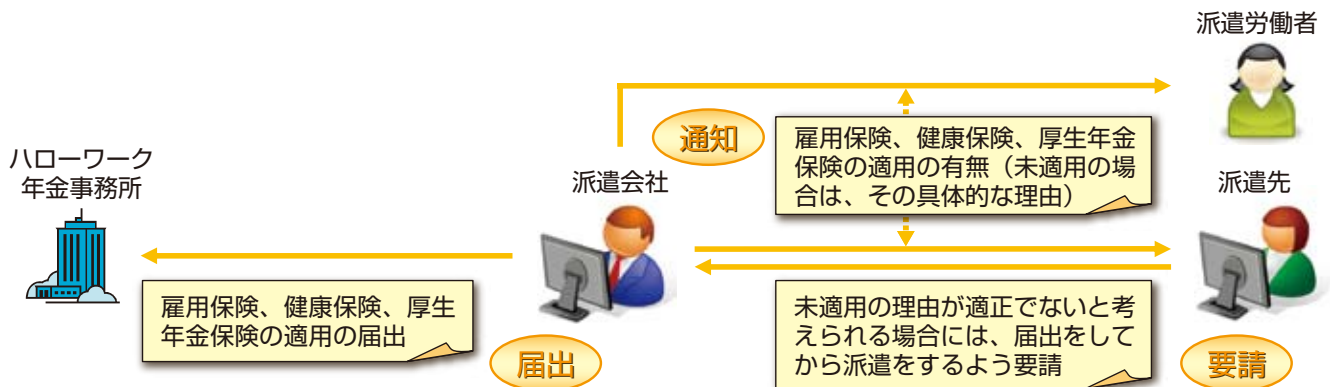 派遣労働者
通知
雇用保険、健康保険、厚生年金
保険の適用の有無（未適用の場
合は、その具体的な理由）
ハローワーク
年金事務所
派遣会社
派遣先
雇用保険、健康保険、厚生
年金保険の適用の届出
届出
未適用の理由が適正でないと考
えられる場合には、届出をして
から派遣をするよう要請
要請